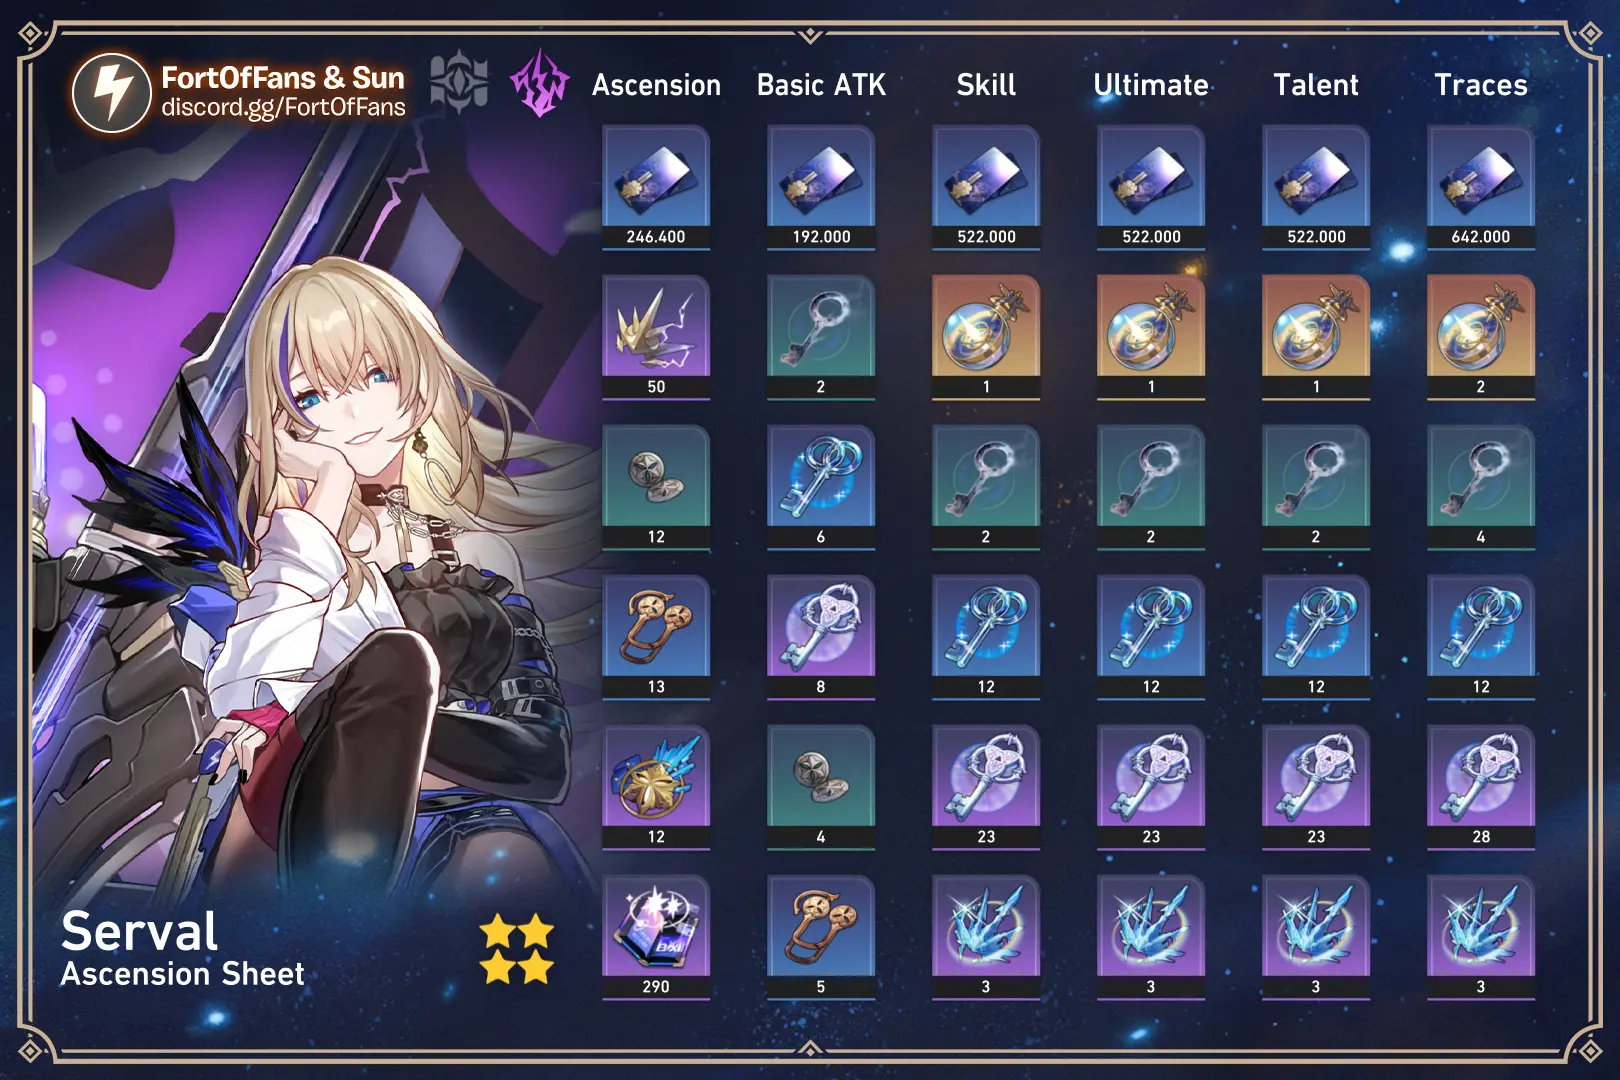 FortOfFans & Sun
discord.gg/FortOfFans
Ascension Basic ATK Skill Ultimate Talent Traces
246.400 192.000 522.000 522.000 522.000 642.000
50 2 1 1 1 2
12 6 2 2 2 4
13 8 12 12 12 12
12 4 23 23 23 28
290 5 3 3 3 3
Serval
Ascension Sheet